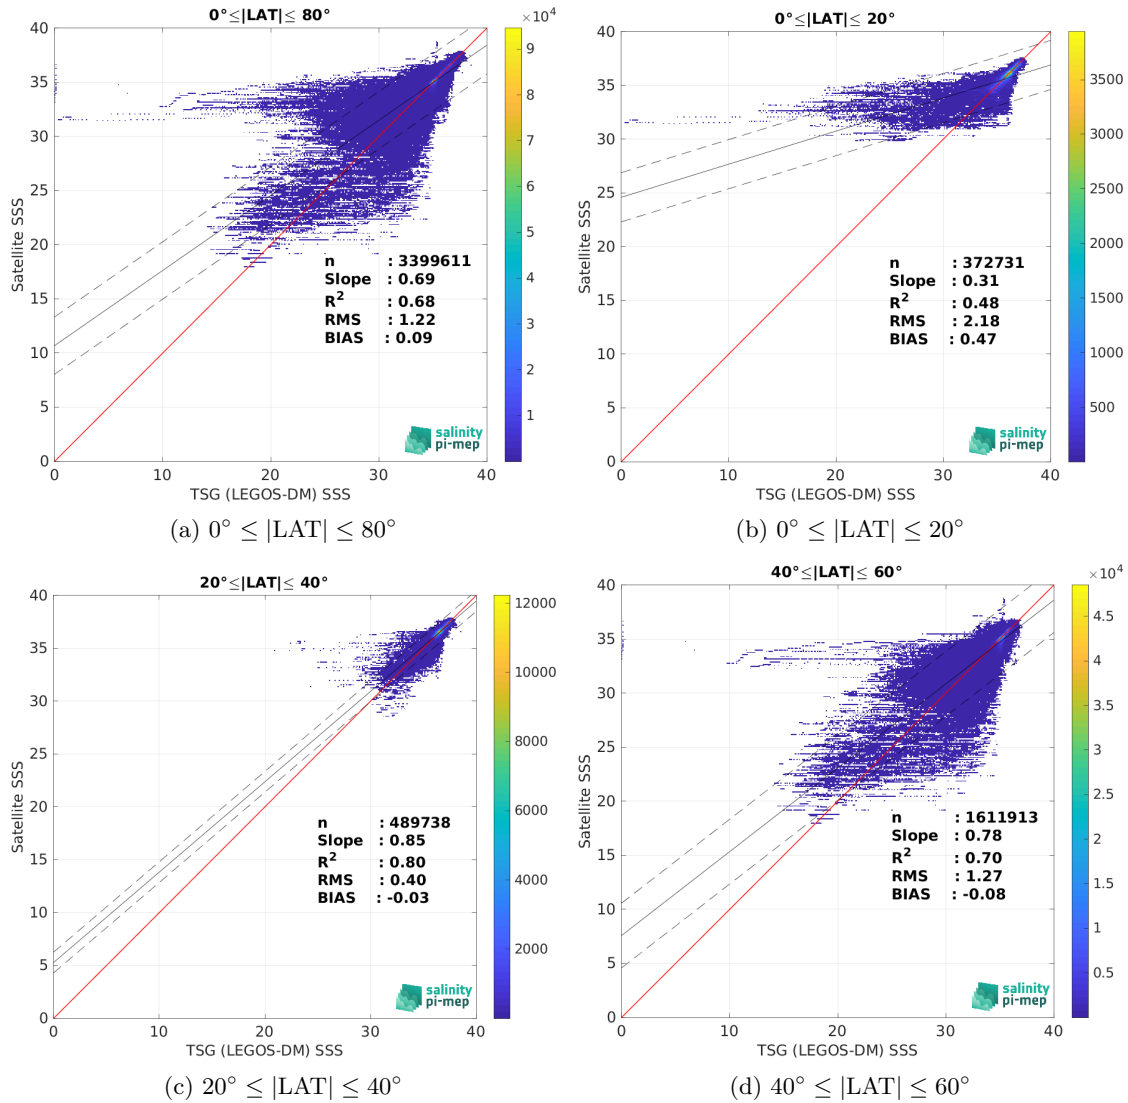 0°≤|LAT|≤ 80°
×10⁴
40
35
30
25
20
15
10
5
0
Satellite SSS
n : 3399611
Slope : 0.69
R² : 0.68
RMS : 1.22
BIAS : 0.09
salinity
pi-mep
0 10 20 30 40
TSG (LEGOS-DM) SSS
9
8
7
6
5
4
3
2
1
(a) 0° ≤ |LAT| ≤ 80°
0°≤|LAT|≤ 20°
40
35
30
25
20
15
10
5
0
Satellite SSS
n : 372731
Slope : 0.31
R² : 0.48
RMS : 2.18
BIAS : 0.47
salinity
pi-mep
0 10 20 30 40
TSG (LEGOS-DM) SSS
3500
3000
2500
2000
1500
1000
500
(b) 0° ≤ |LAT| ≤ 20°
20°≤|LAT|≤ 40°
40
35
30
25
20
15
10
5
0
Satellite SSS
n : 489738
Slope : 0.85
R² : 0.80
RMS : 0.40
BIAS : -0.03
salinity
pi-mep
0 10 20 30 40
TSG (LEGOS-DM) SSS
12000
10000
8000
6000
4000
2000
(c) 20° ≤ |LAT| ≤ 40°
40°≤|LAT|≤ 60°
×10⁴
40
35
30
25
20
15
10
5
0
Satellite SSS
n : 1611913
Slope : 0.78
R² : 0.70
RMS : 1.27
BIAS : -0.08
salinity
pi-mep
0 10 20 30 40
TSG (LEGOS-DM) SSS
4.5
4
3.5
3
2.5
2
1.5
1
0.5
(d) 40° ≤ |LAT| ≤ 60°